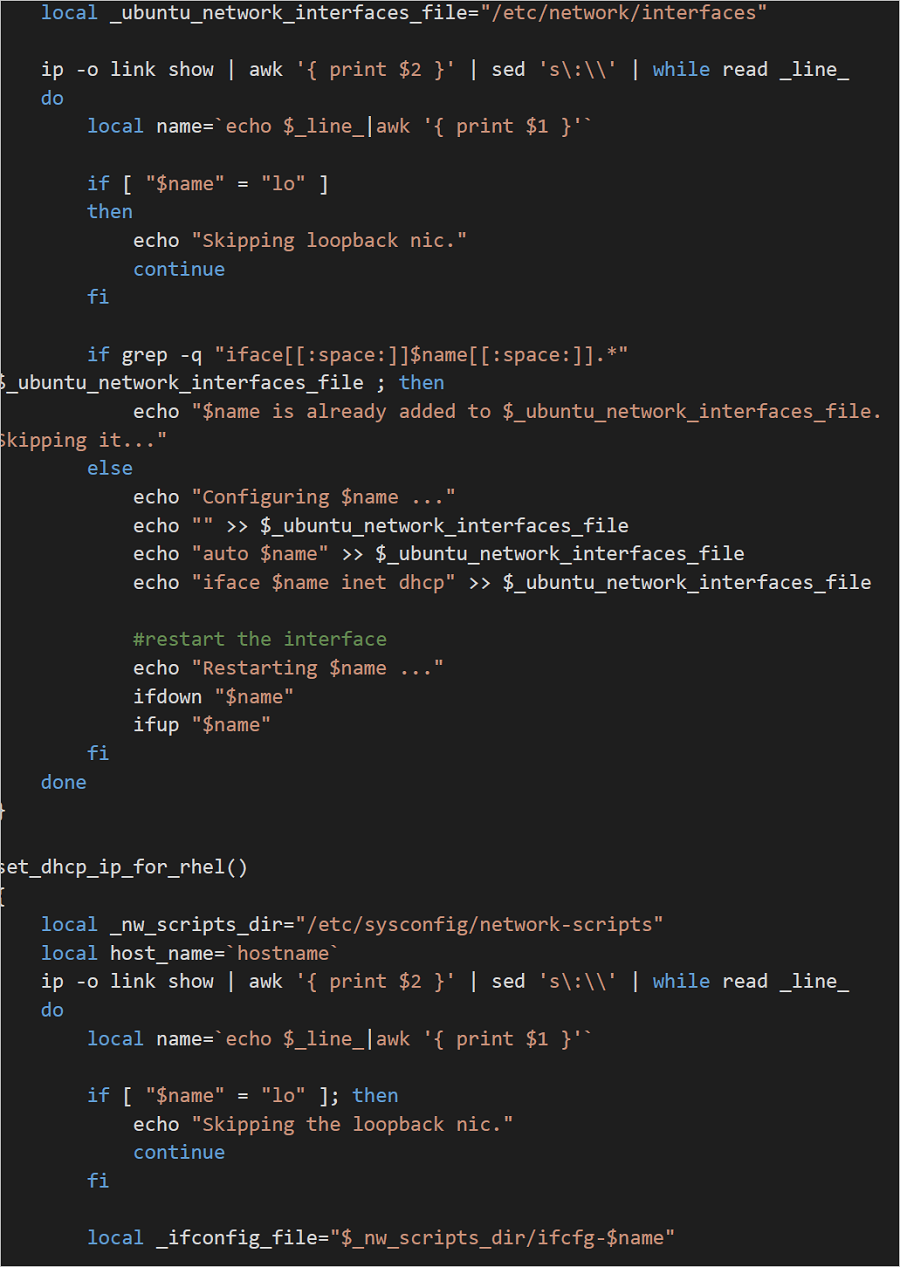 local _ubuntu_network_interfaces_file="/etc/network/interfaces"
ip -o link show | awk '{ print $2 }' | sed 's\:\\' | while read _line_
do
local name=`echo $_line_|awk '{ print $1 }'`
if [ "$name" = "lo" ]
then
echo "Skipping loopback nic."
continue
fi
if grep -q "iface[[:space:]]$name[[:space:]].*"
$_ubuntu_network_interfaces_file ; then
echo "$name is already added to $_ubuntu_network_interfaces_file.
Skipping it..."
else
echo "Configuring $name ..."
echo "" >> $_ubuntu_network_interfaces_file
echo "auto $name" >> $_ubuntu_network_interfaces_file
echo "iface $name inet dhcp" >> $_ubuntu_network_interfaces_file
#restart the interface
echo "Restarting $name ..."
ifdown "$name"
ifup "$name"
fi
done
}
set_dhcp_ip_for_rhel()
{
local _nw_scripts_dir="/etc/sysconfig/network-scripts"
local host_name=`hostname`
ip -o link show | awk '{ print $2 }' | sed 's\:\\' | while read _line_
do
local name=`echo $_line_|awk '{ print $1 }'`
if [ "$name" = "lo" ]; then
echo "Skipping the loopback nic."
continue
fi
local _ifconfig_file="$_nw_scripts_dir/ifcfg-$name"